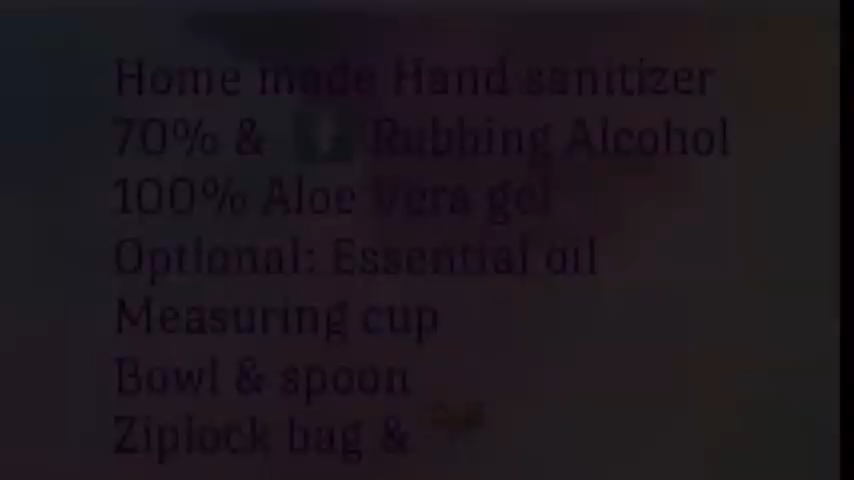 Home made Hand sanitizer
70% & ⬆️ Rubbing Alcohol
100% Aloe Vera gel
Optional: Essential oil
Measuring cup
Bowl & spoon
Ziplock bag & ✂️